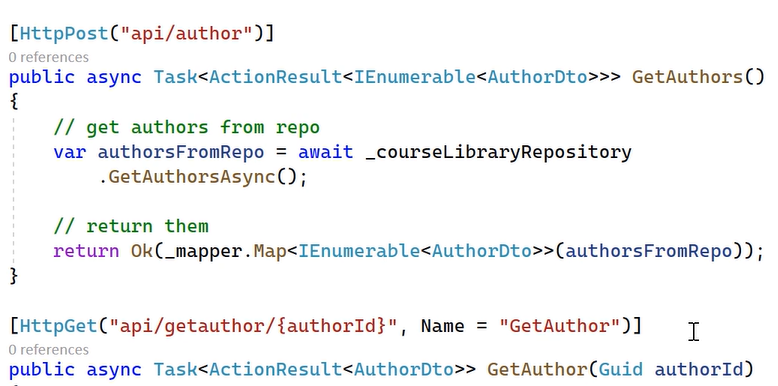 [HttpPost("api/author")]
0 references
public async Task<ActionResult<IEnumerable<AuthorDto>>> GetAuthors()
{
    // get authors from repo
    var authorsFromRepo = await _courseLibraryRepository
        .GetAuthorsAsync();

    // return them
    return Ok(_mapper.Map<IEnumerable<AuthorDto>>(authorsFromRepo));
}

[HttpGet("api/getauthor/{authorId}", Name = "GetAuthor")]
0 references
public async Task<ActionResult<AuthorDto>> GetAuthor(Guid authorId)